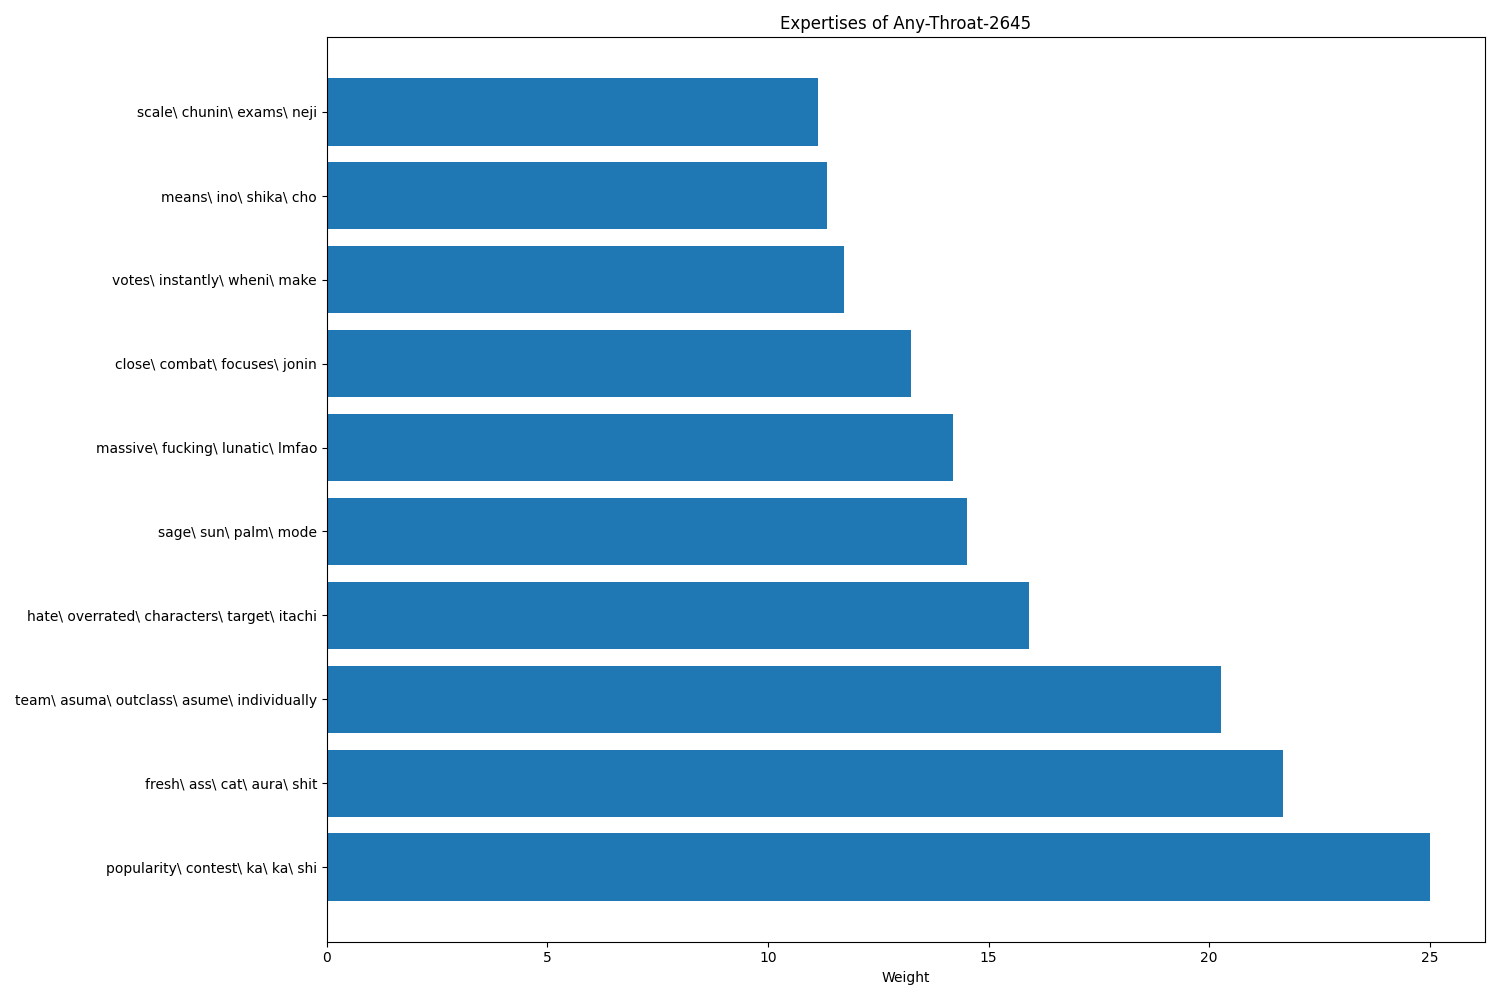 Expertises of Any-Throat-2645
scale\ chunin\ exams\ neji
means\ ino\ shika\ cho
votes\ instantly\ wheni\ make
close\ combat\ focuses\ jonin
massive\ fucking\ lunatic\ lmfao
sage\ sun\ palm\ mode
hate\ overrated\ characters\ target\ itachi
team\ asuma\ outclass\ asume\ individually
fresh\ ass\ cat\ aura\ shit
popularity\ contest\ ka\ ka\ shi
0 5 10 15 20 25
Weight